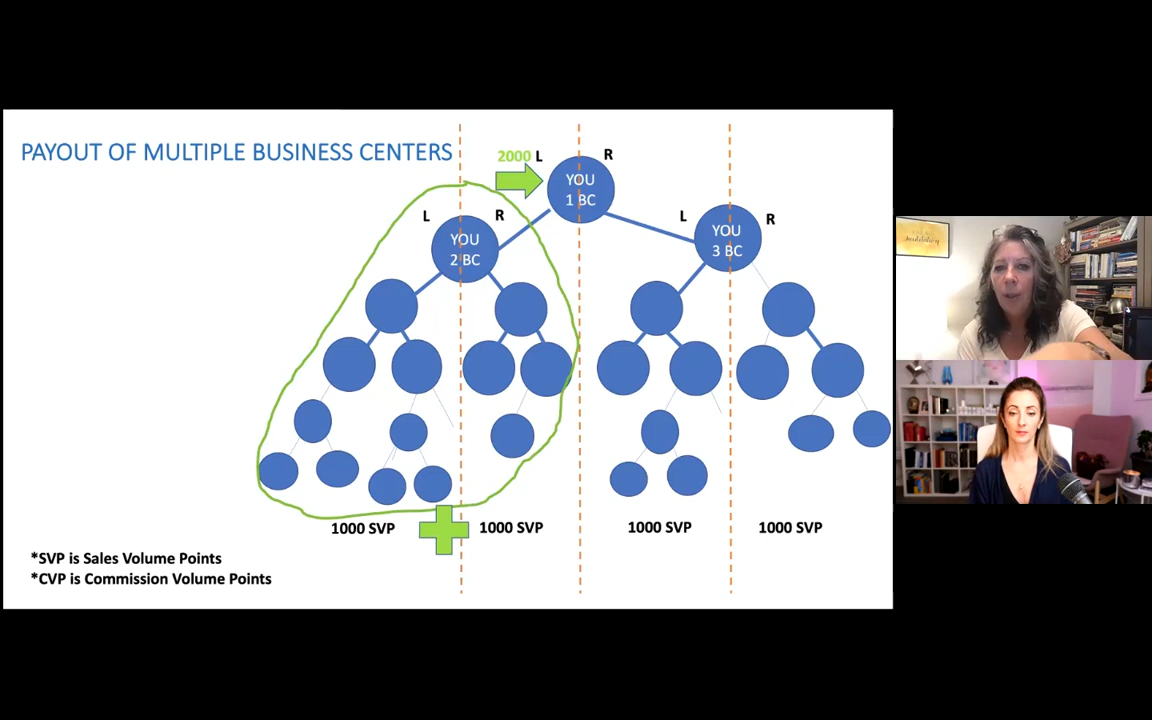 PAYOUT OF MULTIPLE BUSINESS CENTERS
2000 L
R
YOU
1 BC
L
R
YOU
2 BC
L
R
YOU
3 BC
1000 SVP
1000 SVP
1000 SVP
1000 SVP
*SVP is Sales Volume Points
*CVP is Commission Volume Points